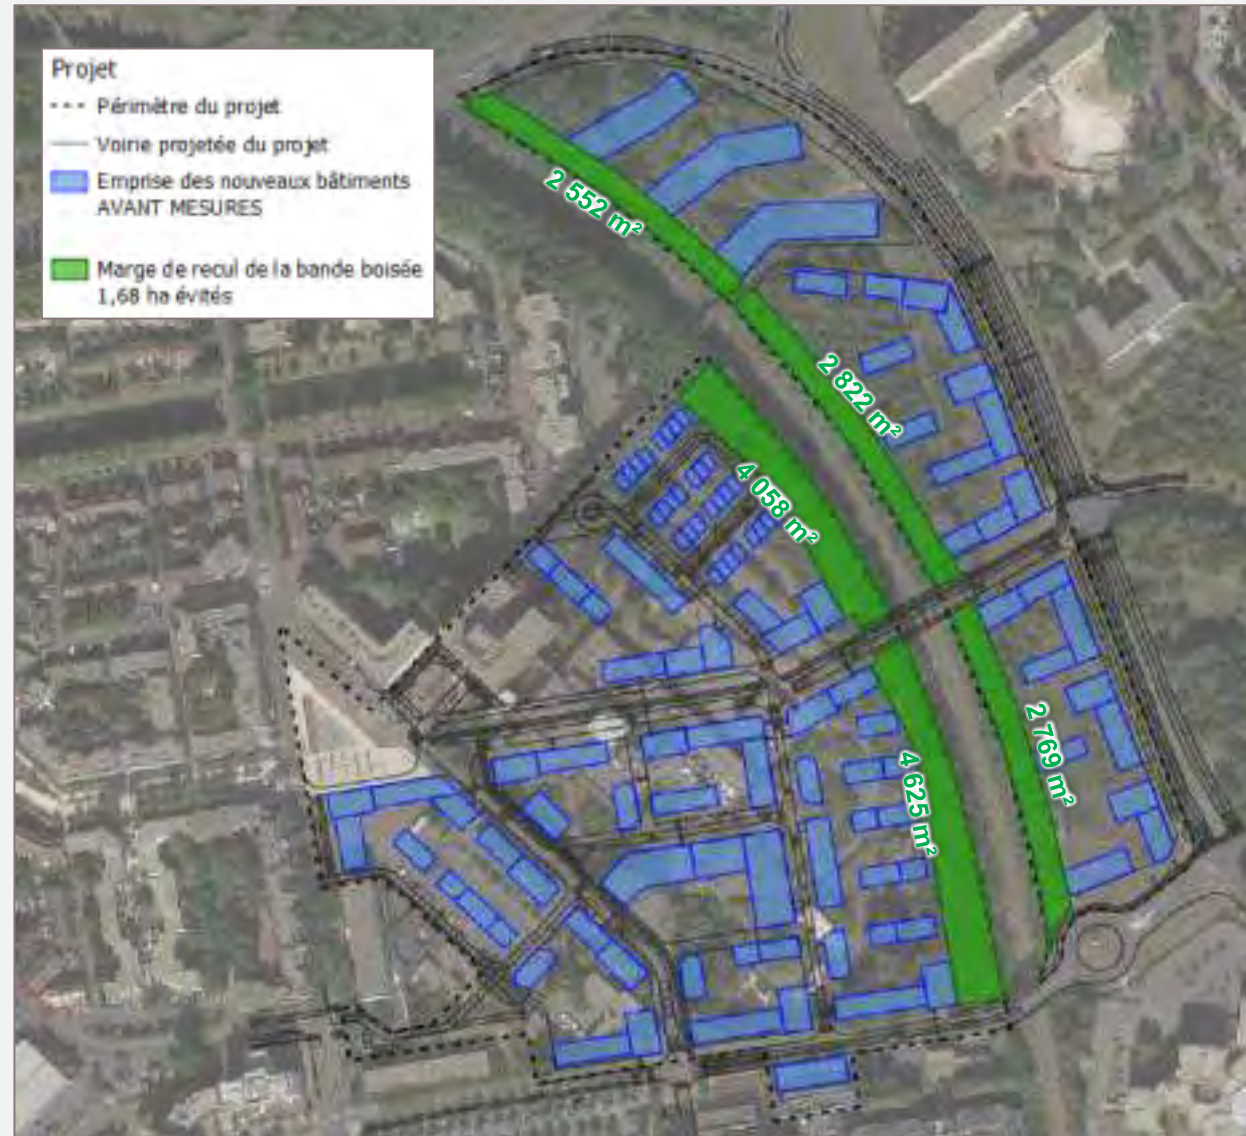 Projet
Périmètre du projet
Voirie projetée du projet
Emprise des nouveaux bâtiments
AVANT MESURES
Marge de recul de la bande boisée
1,68 ha évités
2 552 m²
2 822 m²
4 058 m²
2 769 m²
4 625 m²